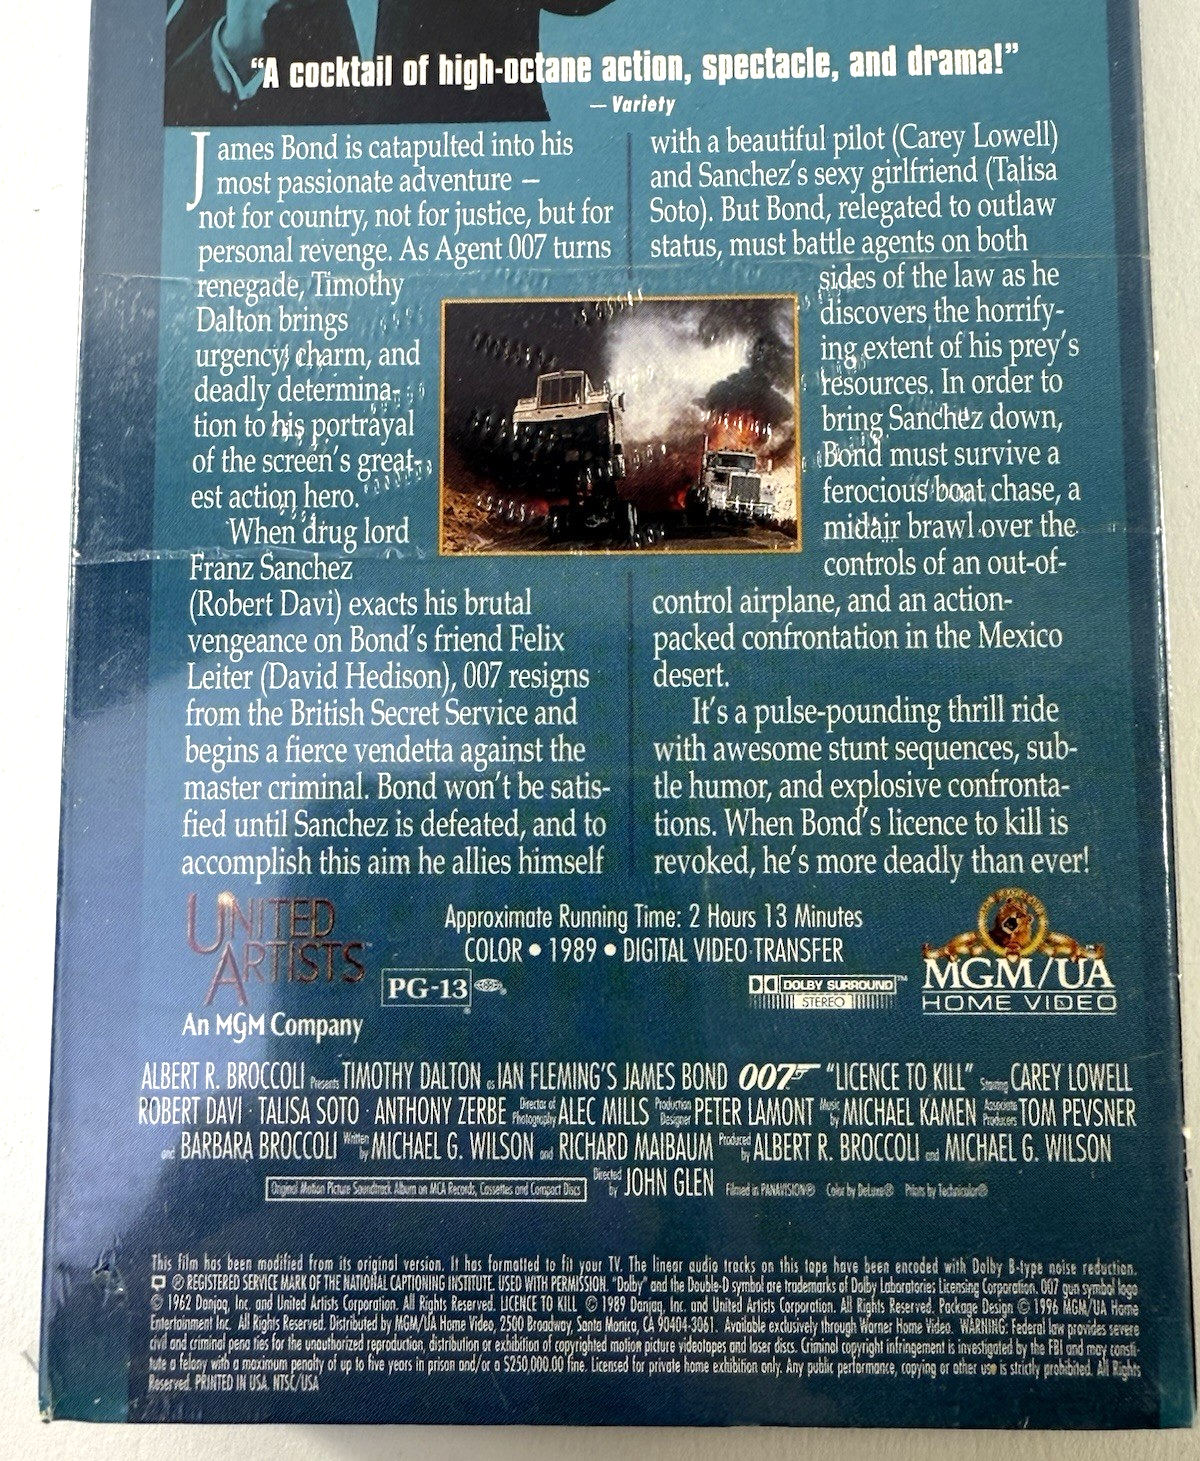 “A cocktail of high-octane action, spectacle, and drama!”
— Variety
James Bond is catapulted into his
most passionate adventure —
not for country, not for justice, but for
personal revenge. As Agent 007 turns
renegade, Timothy
Dalton brings
urgency, charm, and
deadly determina-
tion to his portrayal
of the screen's great-
est action hero.
When drug lord
Franz Sanchez
(Robert Davi) exacts his brutal
vengeance on Bond's friend Felix
Leiter (David Hedison), 007 resigns
from the British Secret Service and
begins a fierce vendetta against the
master criminal. Bond won't be satis-
fied until Sanchez is defeated, and to
accomplish this aim he allies himself
with a beautiful pilot (Carey Lowell)
and Sanchez's sexy girlfriend (Talisa
Soto). But Bond, relegated to outlaw
status, must battle agents on both
sides of the law as he
discovers the horrify-
ing extent of his prey's
resources. In order to
bring Sanchez down,
Bond must survive a
ferocious boat chase, a
midair brawl over the
controls of an out-of-
control airplane, and an action-
packed confrontation in the Mexico
desert.
It's a pulse-pounding thrill ride
with awesome stunt sequences, sub-
tle humor, and explosive confronta-
tions. When Bond's licence to kill is
revoked, he's more deadly than ever!
UNITED
ARTISTS™
An MGM Company
Approximate Running Time: 2 Hours 13 Minutes
COLOR • 1989 • DIGITAL VIDEO TRANSFER
PG-13
DOLBY SURROUND™
STEREO
MGM/UA
HOME VIDEO
ALBERT R. BROCCOLI Presents TIMOTHY DALTON as IAN FLEMING'S JAMES BOND 007 “LICENCE TO KILL” Starring CAREY LOWELL
ROBERT DAVI · TALISA SOTO · ANTHONY ZERBE Director of Photography ALEC MILLS Production Designer PETER LAMONT Music by MICHAEL KAMEN Associate Producers TOM PEVSNER
and BARBARA BROCCOLI Written by MICHAEL G. WILSON and RICHARD MAIBAUM Produced by ALBERT R. BROCCOLI and MICHAEL G. WILSON
Original Motion Picture Soundtrack Album on MCA Records, Cassettes and Compact Discs Directed by JOHN GLEN Filmed in PANAVISION® Color by DeLuxe® Prints by Technicolor®
This film has been modified from its original version. It has formatted to fit your TV. The linear audio tracks on this tape have been encoded with Dolby B-type noise reduction.
® REGISTERED SERVICE MARK OF THE NATIONAL CAPTIONING INSTITUTE. USED WITH PERMISSION. "Dolby" and the Double-D symbol are trademarks of Dolby Laboratories Licensing Corporation. 007 gun symbol logo
© 1962 Danjaq, Inc. and United Artists Corporation. All Rights Reserved. LICENCE TO KILL © 1989 Danjaq, Inc. and United Artists Corporation. All Rights Reserved. Package Design © 1996 MGM/UA Home
Entertainment Inc. All Rights Reserved. Distributed by MGM/UA Home Video, 2500 Broadway, Santa Monica, CA 90404-3061. Available exclusively through Warner Home Video. WARNING: Federal law provides severe
civil and criminal pena ties for the unauthorized reproduction, distribution or exhibition of copyrighted motion picture videotapes and laser discs. Criminal copyright infringement is investigated by the FBI and may consti-
tute a felony with a maximum penalty of up to five years in prison and/or a $250,000.00 fine. Licensed for private home exhibition only. Any public performance, copying or other use is strictly prohibited. All Rights
Reserved. PRINTED IN USA. NTSC/USA